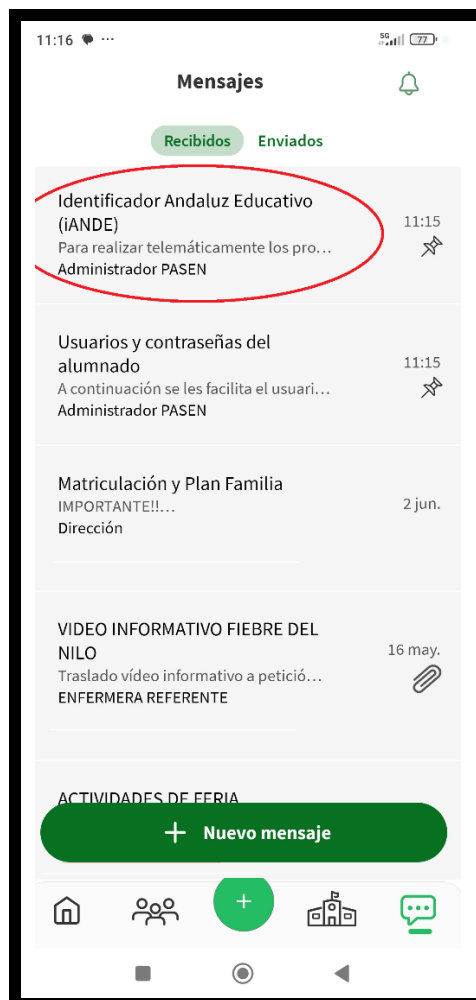 11:16
5G
77
Mensajes
Recibidos Enviados
Identificador Andaluz Educativo
(iANDE)
11:15
Para realizar telemáticamente los pro...
Administrador PASEN
Usuarios y contraseñas del
alumnado
11:15
A continuación se les facilita el usuari...
Administrador PASEN
Matriculación y Plan Familia
IMPORTANTE!!...
2 jun.
Dirección
VIDEO INFORMATIVO FIEBRE DEL
NILO
16 may.
Traslado vídeo informativo a petició...
ENFERMERA REFERENTE
ACTIVIDADES DE FERIA
+ Nuevo mensaje